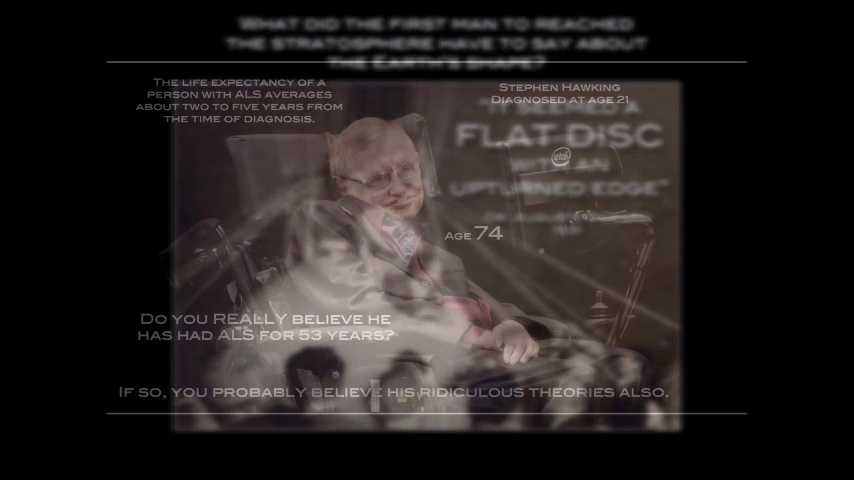 What did the first man to reached
the stratosphere have to say about
the Earth's shape?
The life expectancy of a
person with ALS averages
about two to five years from
the time of diagnosis.
Stephen Hawking
Diagnosed at age 21
"It seemed a
flat disc
with an
upturned edge"
intel
Age 74
Do you REALLY believe he
has had ALS for 53 years?
If so, you probably believe his ridiculous theories also.